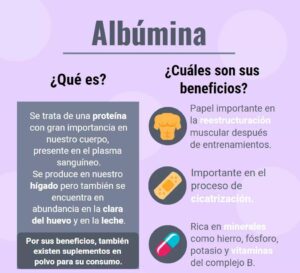 Albúmina
¿Qué es?
Se trata de una proteína
con gran importancia en
nuestro cuerpo,
presente en el plasma
sanguíneo.
Se produce en nuestro
hígado pero también se
encuentra en
abundancia en la clara
del huevo y en la leche.
Por sus beneficios, también
existen suplementos en
polvo para su consumo.
¿Cuáles son sus
beneficios?
Papel importante en
la reestructuración
muscular después
de entrenamientos.
Importante en el
proceso de
cicatrización.
Rica en minerales
como hierro, fósforo,
potasio y vitaminas
del complejo B.